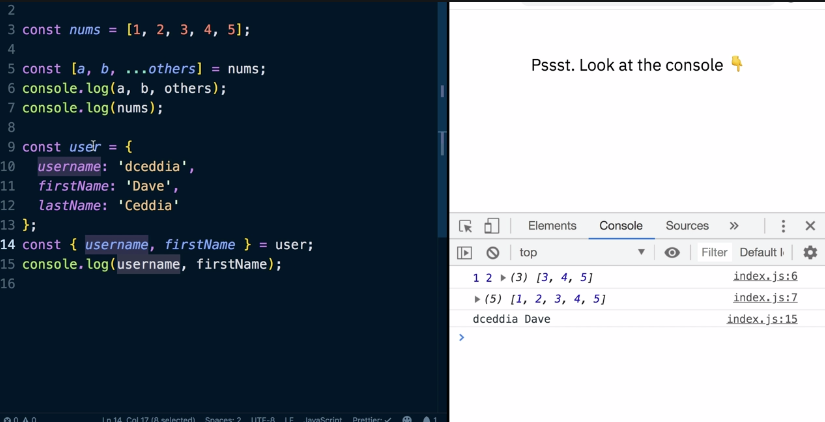 2
3 const nums = [1, 2, 3, 4, 5];
4
5 const [a, b, ...others] = nums;
6 console.log(a, b, others);
7 console.log(nums);
8
9 const user = {
10 username: 'dceddia',
11 firstName: 'Dave',
12 lastName: 'Ceddia'
13 };
14 const { username, firstName } = user;
15 console.log(username, firstName);
16
0 0 Ln 14, Col 17 (8 selected) Spaces: 2 UTF-8 LF JavaScript Prettier: ✓ 1
Pssst. Look at the console 👇
Elements Console Sources »
top Filter Default
1 2 ▶(3) [3, 4, 5] index.js:6
▶(5) [1, 2, 3, 4, 5] index.js:7
dceddia Dave index.js:15
>